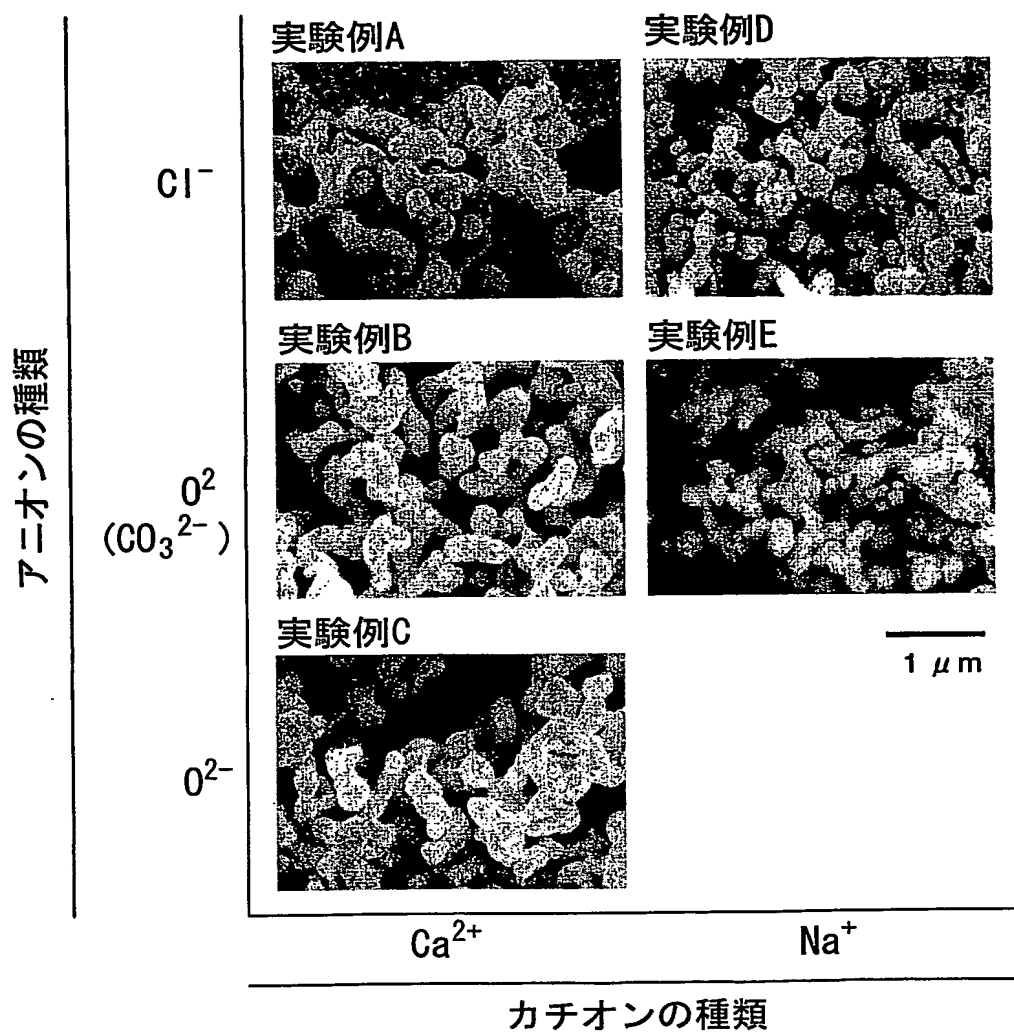 実験例A
実験例D
Cl⁻
実験例B
実験例E
アニオンの種類
O²
(CO₃²⁻)
実験例C
1 μm
O²⁻
Ca²⁺
Na⁺
カチオンの種類